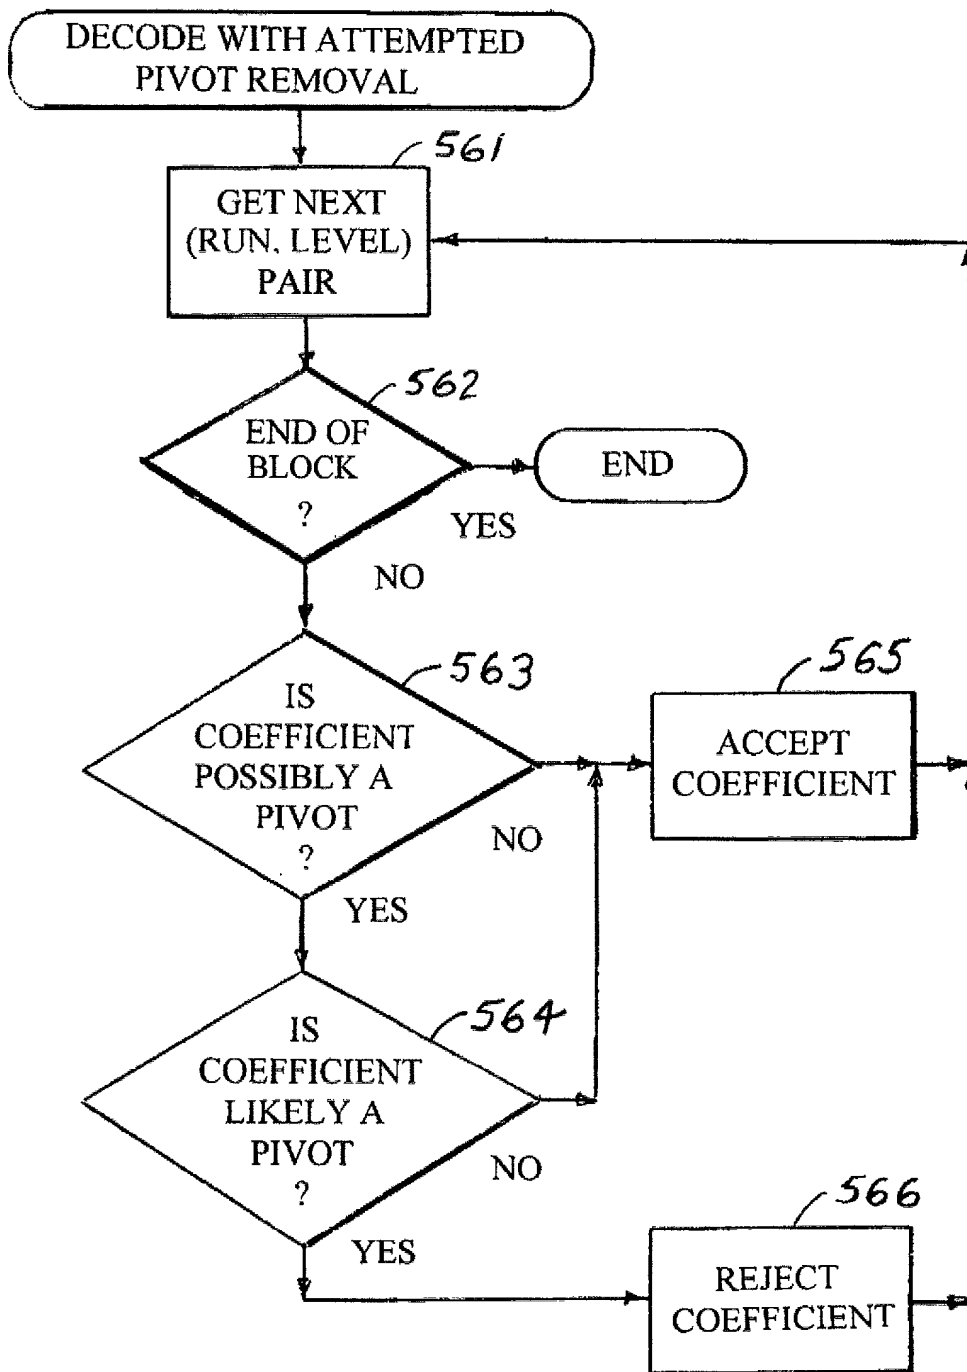 DECODE WITH ATTEMPTED
PIVOT REMOVAL
561
GET NEXT
(RUN, LEVEL)
PAIR
562
END OF
BLOCK
?
END
YES
NO
563
IS
COEFFICIENT
POSSIBLY A
PIVOT
?
NO
YES
565
ACCEPT
COEFFICIENT
564
IS
COEFFICIENT
LIKELY A
PIVOT
?
NO
YES
566
REJECT
COEFFICIENT